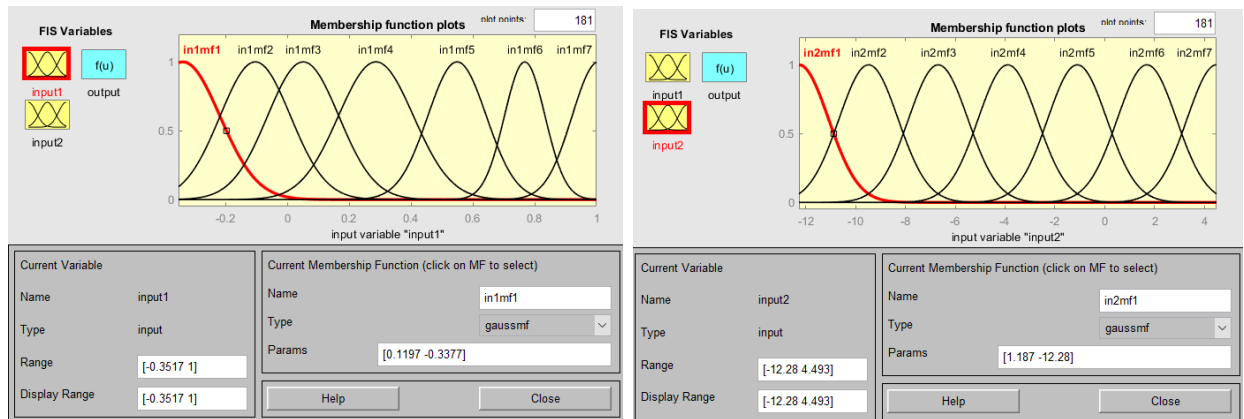 FIS Variables
Membership function plots
plot points:
181
in1mf1
in1mf2
in1mf3
in1mf4
in1mf5
in1mf6
in1mf7
f(u)
input1
output
input2
1
0.5
0
-0.2
0
0.2
0.4
0.6
0.8
1
input variable "input1"
Current Variable
Name
input1
Type
input
Range
[-0.3517 1]
Display Range
[-0.3517 1]
Current Membership Function (click on MF to select)
Name
in1mf1
Type
gaussmf
Params
[0.1197 -0.3377]
Help
Close
FIS Variables
Membership function plots
plot points:
181
in2mf1
in2mf2
in2mf3
in2mf4
in2mf5
in2mf6
in2mf7
f(u)
input1
output
input2
1
0.5
0
-12
-10
-8
-6
-4
-2
0
2
4
input variable "input2"
Current Variable
Name
input2
Type
input
Range
[-12.28 4.493]
Display Range
[-12.28 4.493]
Current Membership Function (click on MF to select)
Name
in2mf1
Type
gaussmf
Params
[1.187 -12.28]
Help
Close